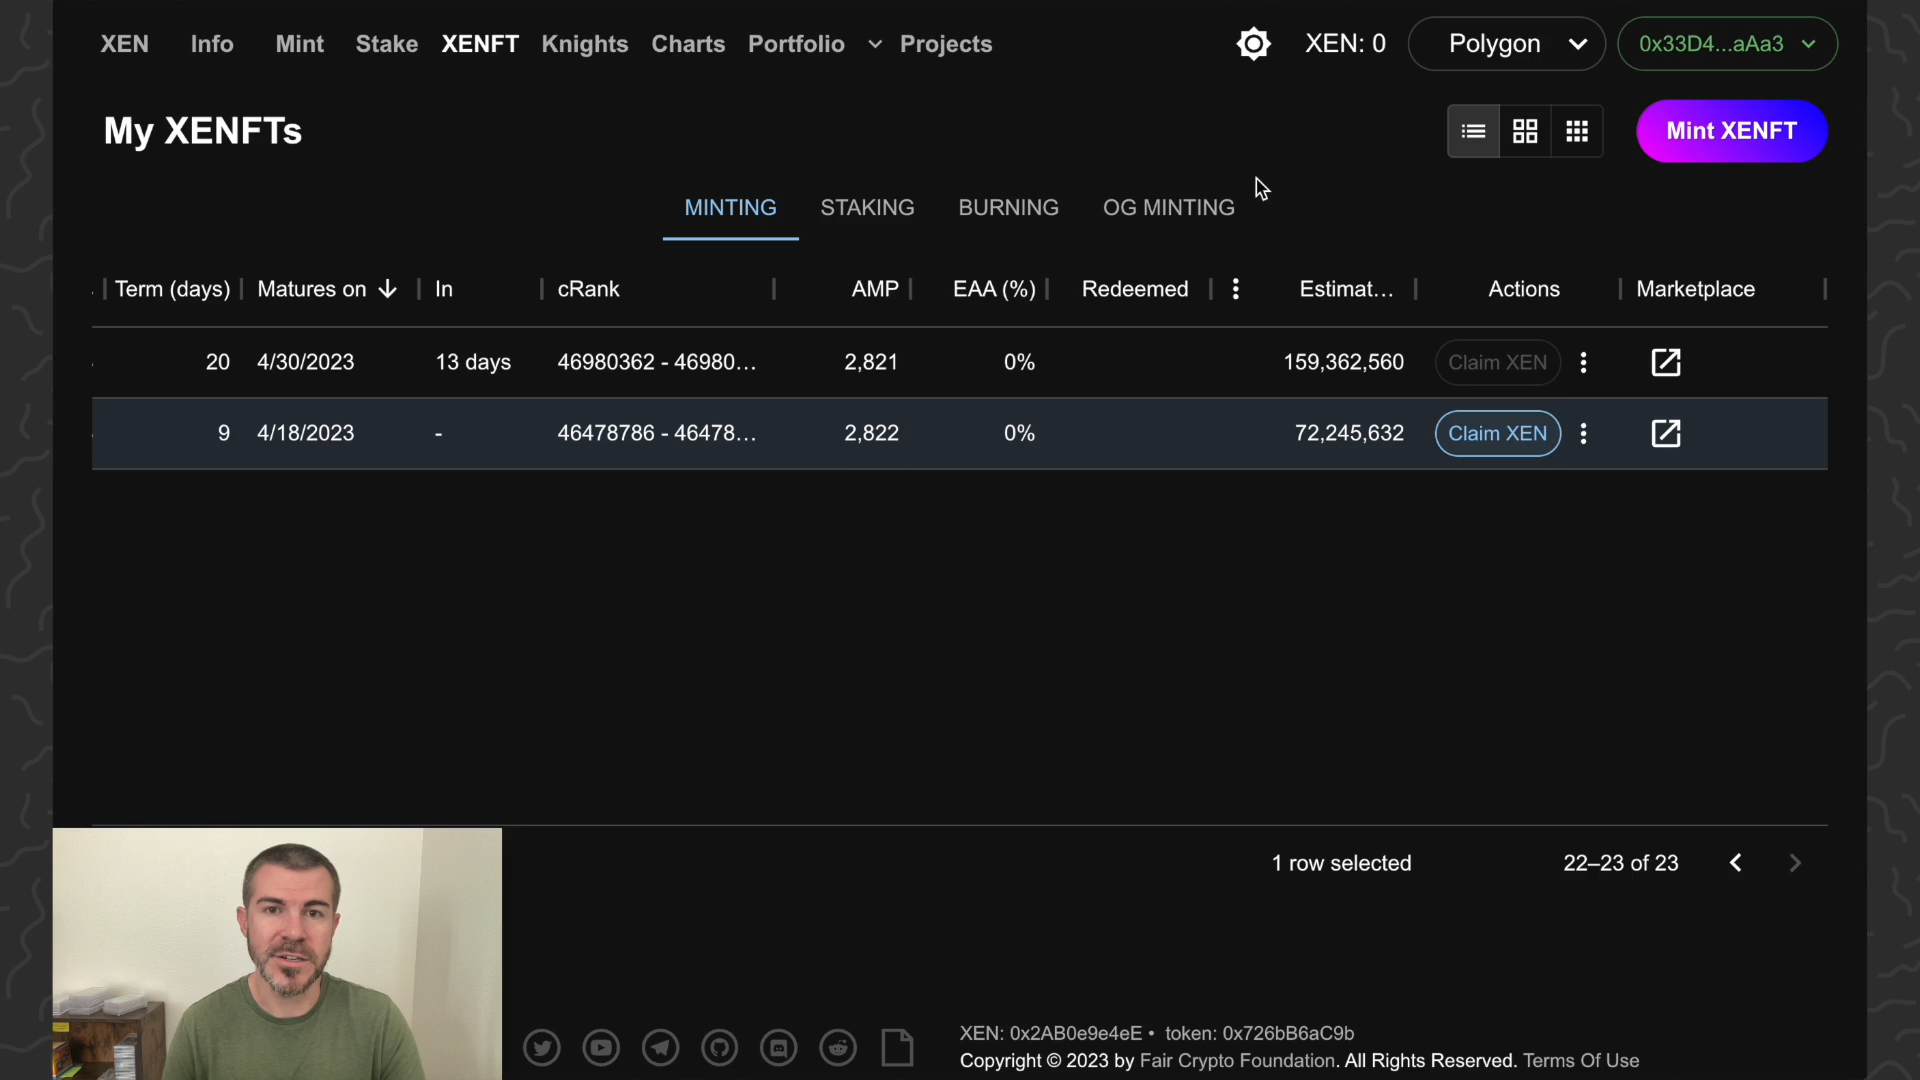 XEN Info Mint Stake XENFT Knights Charts Portfolio Projects XEN: 0 Polygon 0x33D4...aAa3
My XENFTs Mint XENFT
MINTING STAKING BURNING OG MINTING
Term (days) Matures on In cRank AMP EAA (%) Redeemed Estimat... Actions Marketplace
20 4/30/2023 13 days 46980362 - 46980... 2,821 0% 159,362,560 Claim XEN
9 4/18/2023 - 46478786 - 46478... 2,822 0% 72,245,632 Claim XEN
1 row selected 22–23 of 23
XEN: 0x2AB0e9e4eE • token: 0x726bB6aC9b
Copyright © 2023 by Fair Crypto Foundation. All Rights Reserved. Terms Of Use